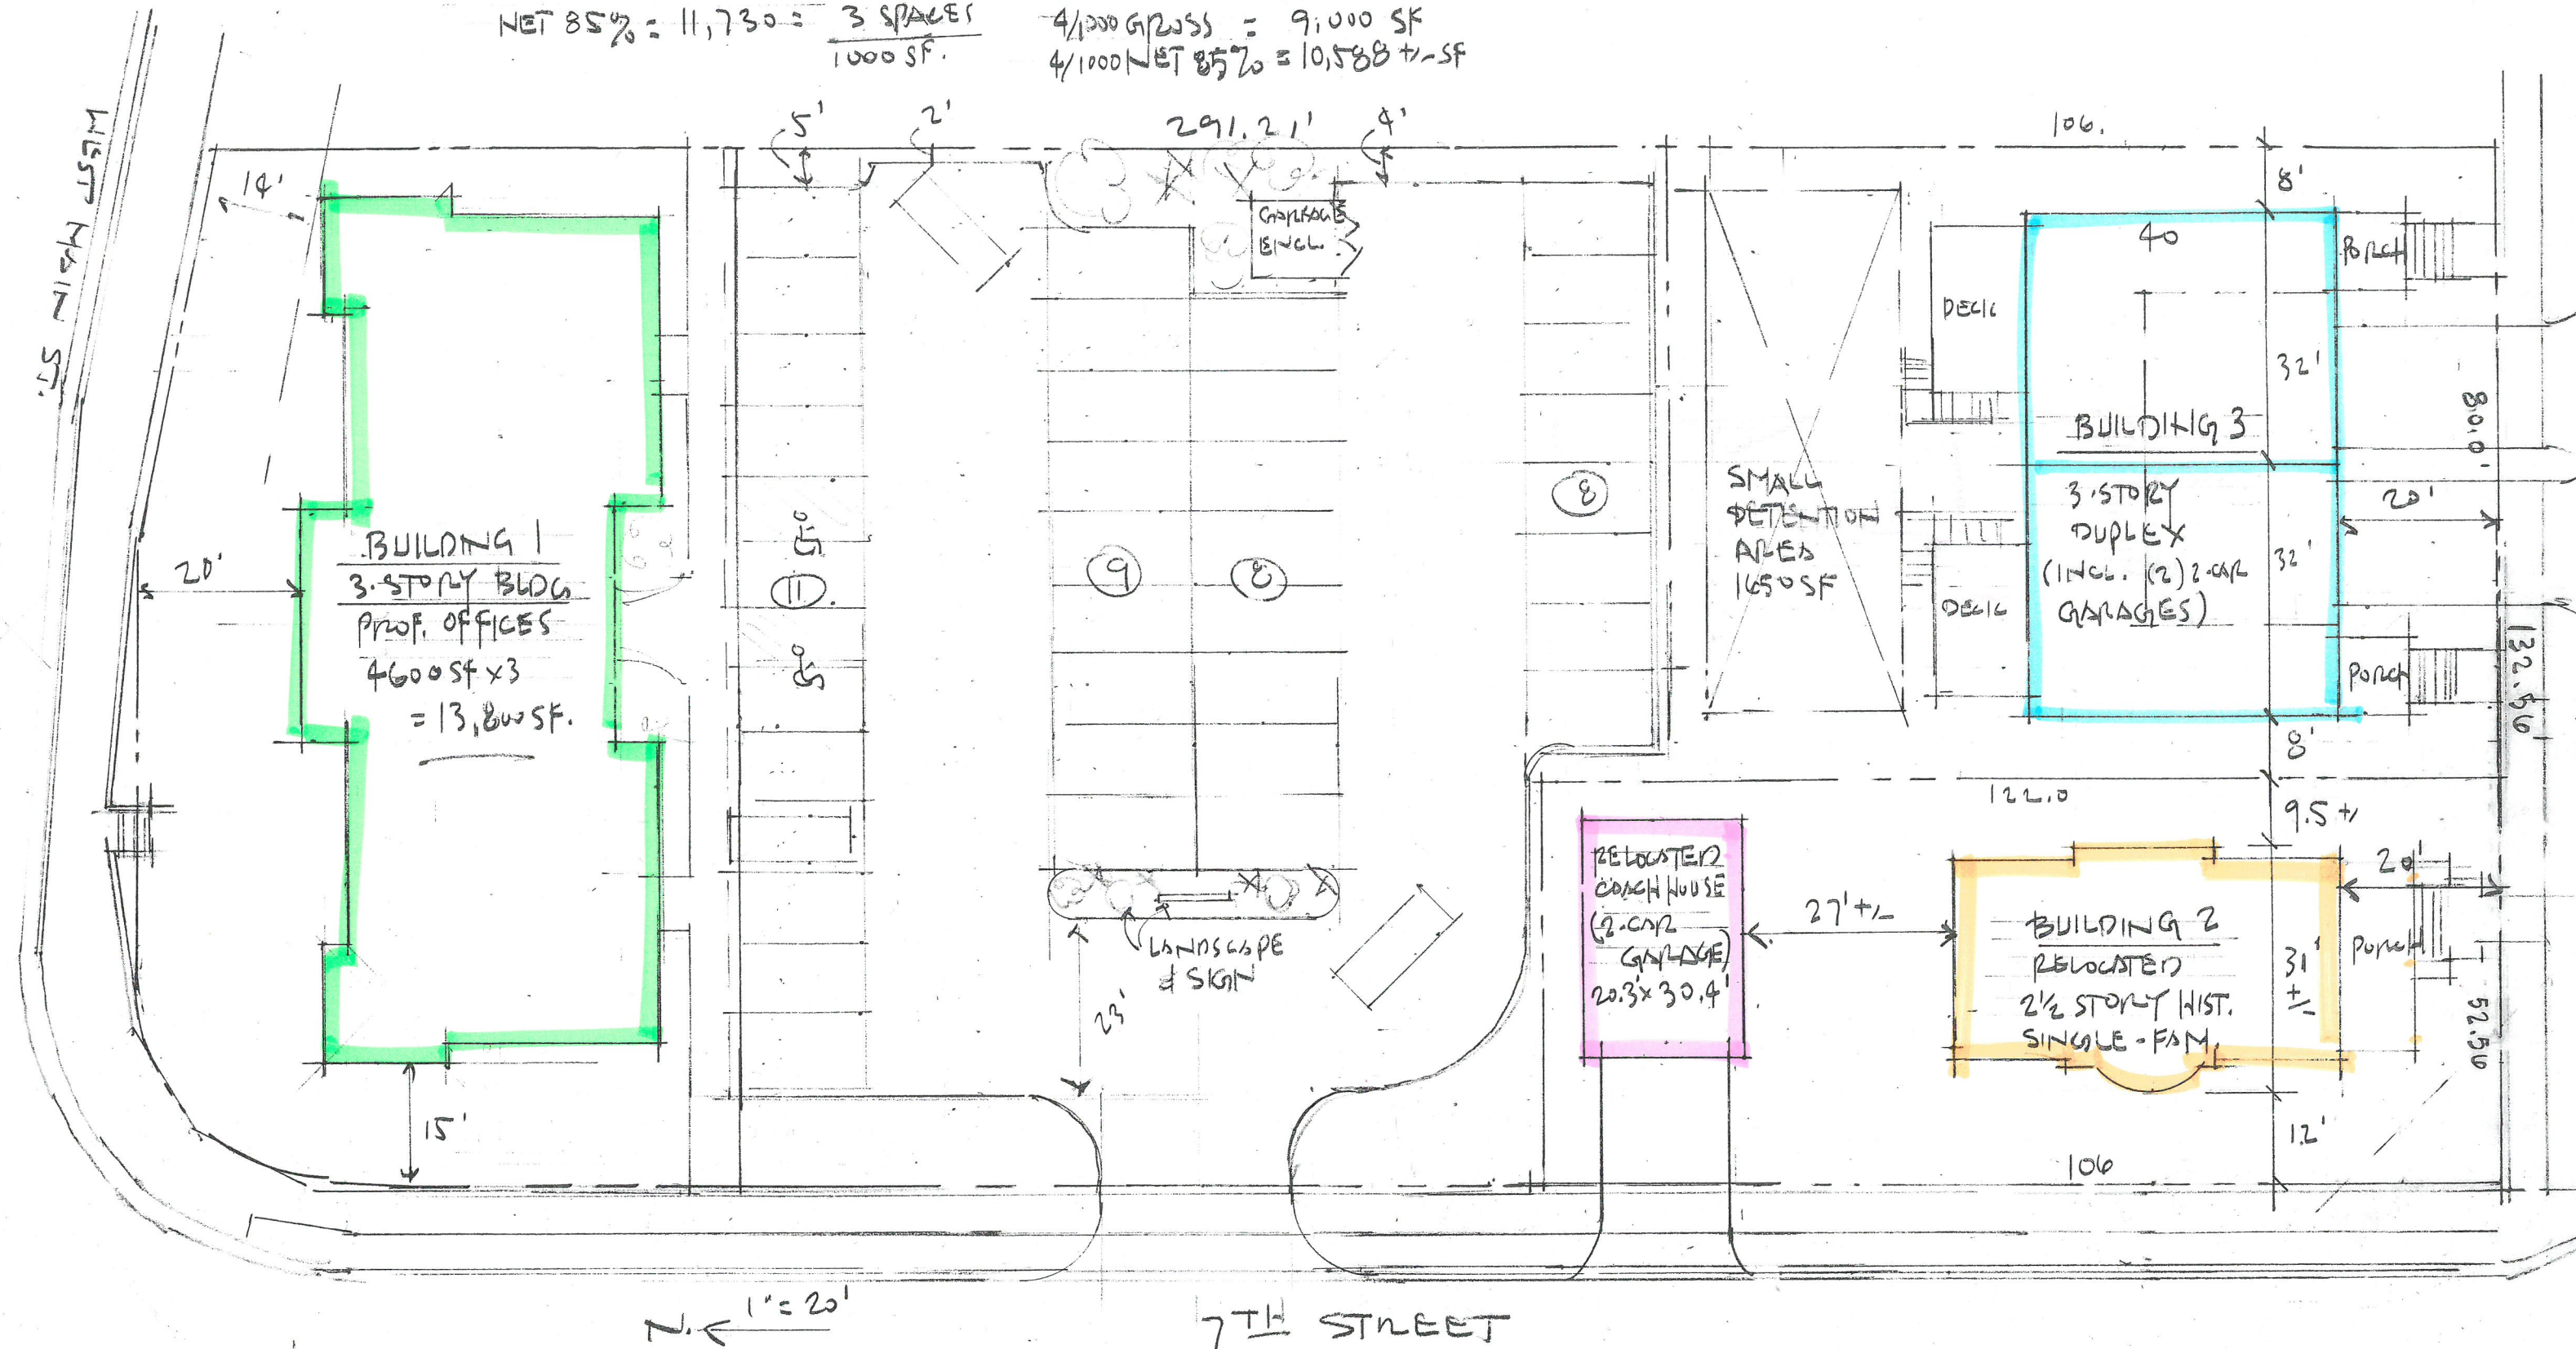 NET 85% = 11,730 = 3 SPACES
1000 SF.
4/1000 GROSS = 9,000 SF
4/1000 NET 85% = 10,588 +/- SF
WEST MAIN ST.
5'
2'
291.21'
4'
106.
14'
8'
GARBAGE
ENCL.
40
PORCH
DECK
32'
80.0'
BUILDING 3
3-STORY
DUPLEX
(INCL. (2) 2-CAR
GARAGES)
32'
20'
SMALL
DETENTION
AREA
1650 SF
DECK
PORCH
132.56'
8'
20'
BUILDING 1
3-STORY BLDG
PROF. OFFICES
4600 SF x 3
= 13,800 SF.
11
9
8
8
122.0
9.5 +/-
RELOCATED
COACH HOUSE
(2-CAR
GARAGE)
20.3' x 30.4'
27' +/-
BUILDING 2
RELOCATED
2 1/2 STORY HIST.
SINGLE-FAM.
31'
+/-
20'
PORCH
52.56
LANDSCAPE
& SIGN
23'
15'
12'
106
N. 1" = 20'
7TH STREET